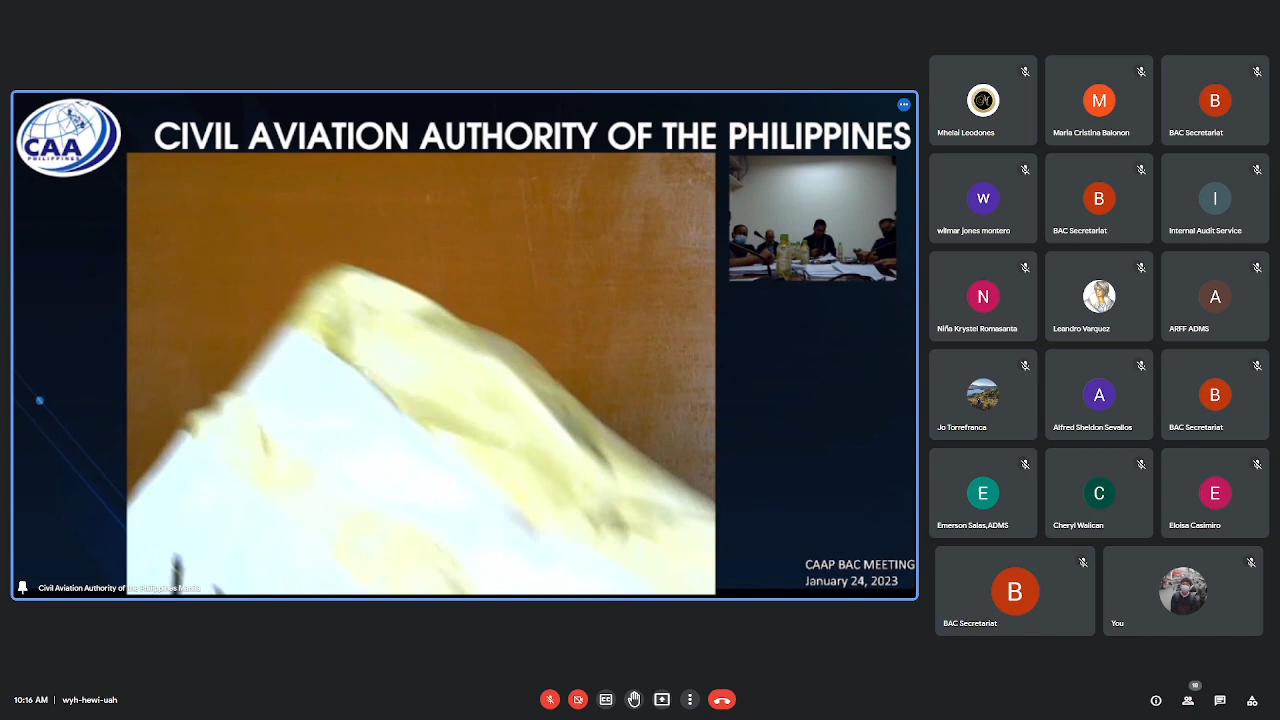 CAA
PHILIPPINES
CIVIL AVIATION AUTHORITY OF THE PHILIPPINES
CAAP BAC MEETING
January 24, 2023
Civil Aviation Authority of the Philippines Manila
Mhelai Leodones
M
Maria Cristina Balonon
B
BAC Secretariat
w
wilmar jones montero
B
BAC Secretariat
I
Internal Audit Service
N
Niña Krystel Romasanta
Leandro Varquez
A
ARFF ADMS
Jo Torrefranca
A
Alfred Sheldon Sevallos
B
BAC Secretariat
E
Emerson Salas,ADMS
C
Cheryl Walican
E
Eloisa Casimiro
B
BAC Secretariat
You
10:16 AM | wyh-hewi-uah
18